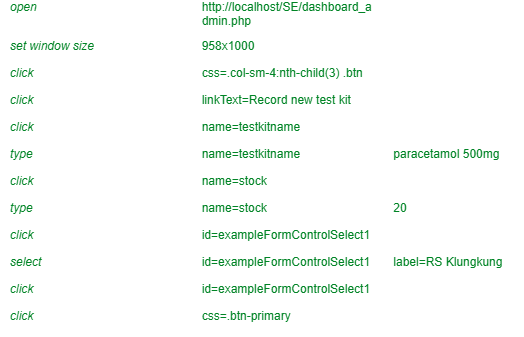 open http://localhost/SE/dashboard_a
dmin.php
set window size 958x1000
click css=.col-sm-4:nth-child(3) .btn
click linkText=Record new test kit
click name=testkitname
type name=testkitname paracetamol 500mg
click name=stock
type name=stock 20
click id=exampleFormControlSelect1
select id=exampleFormControlSelect1 label=RS Klungkung
click id=exampleFormControlSelect1
click css=.btn-primary